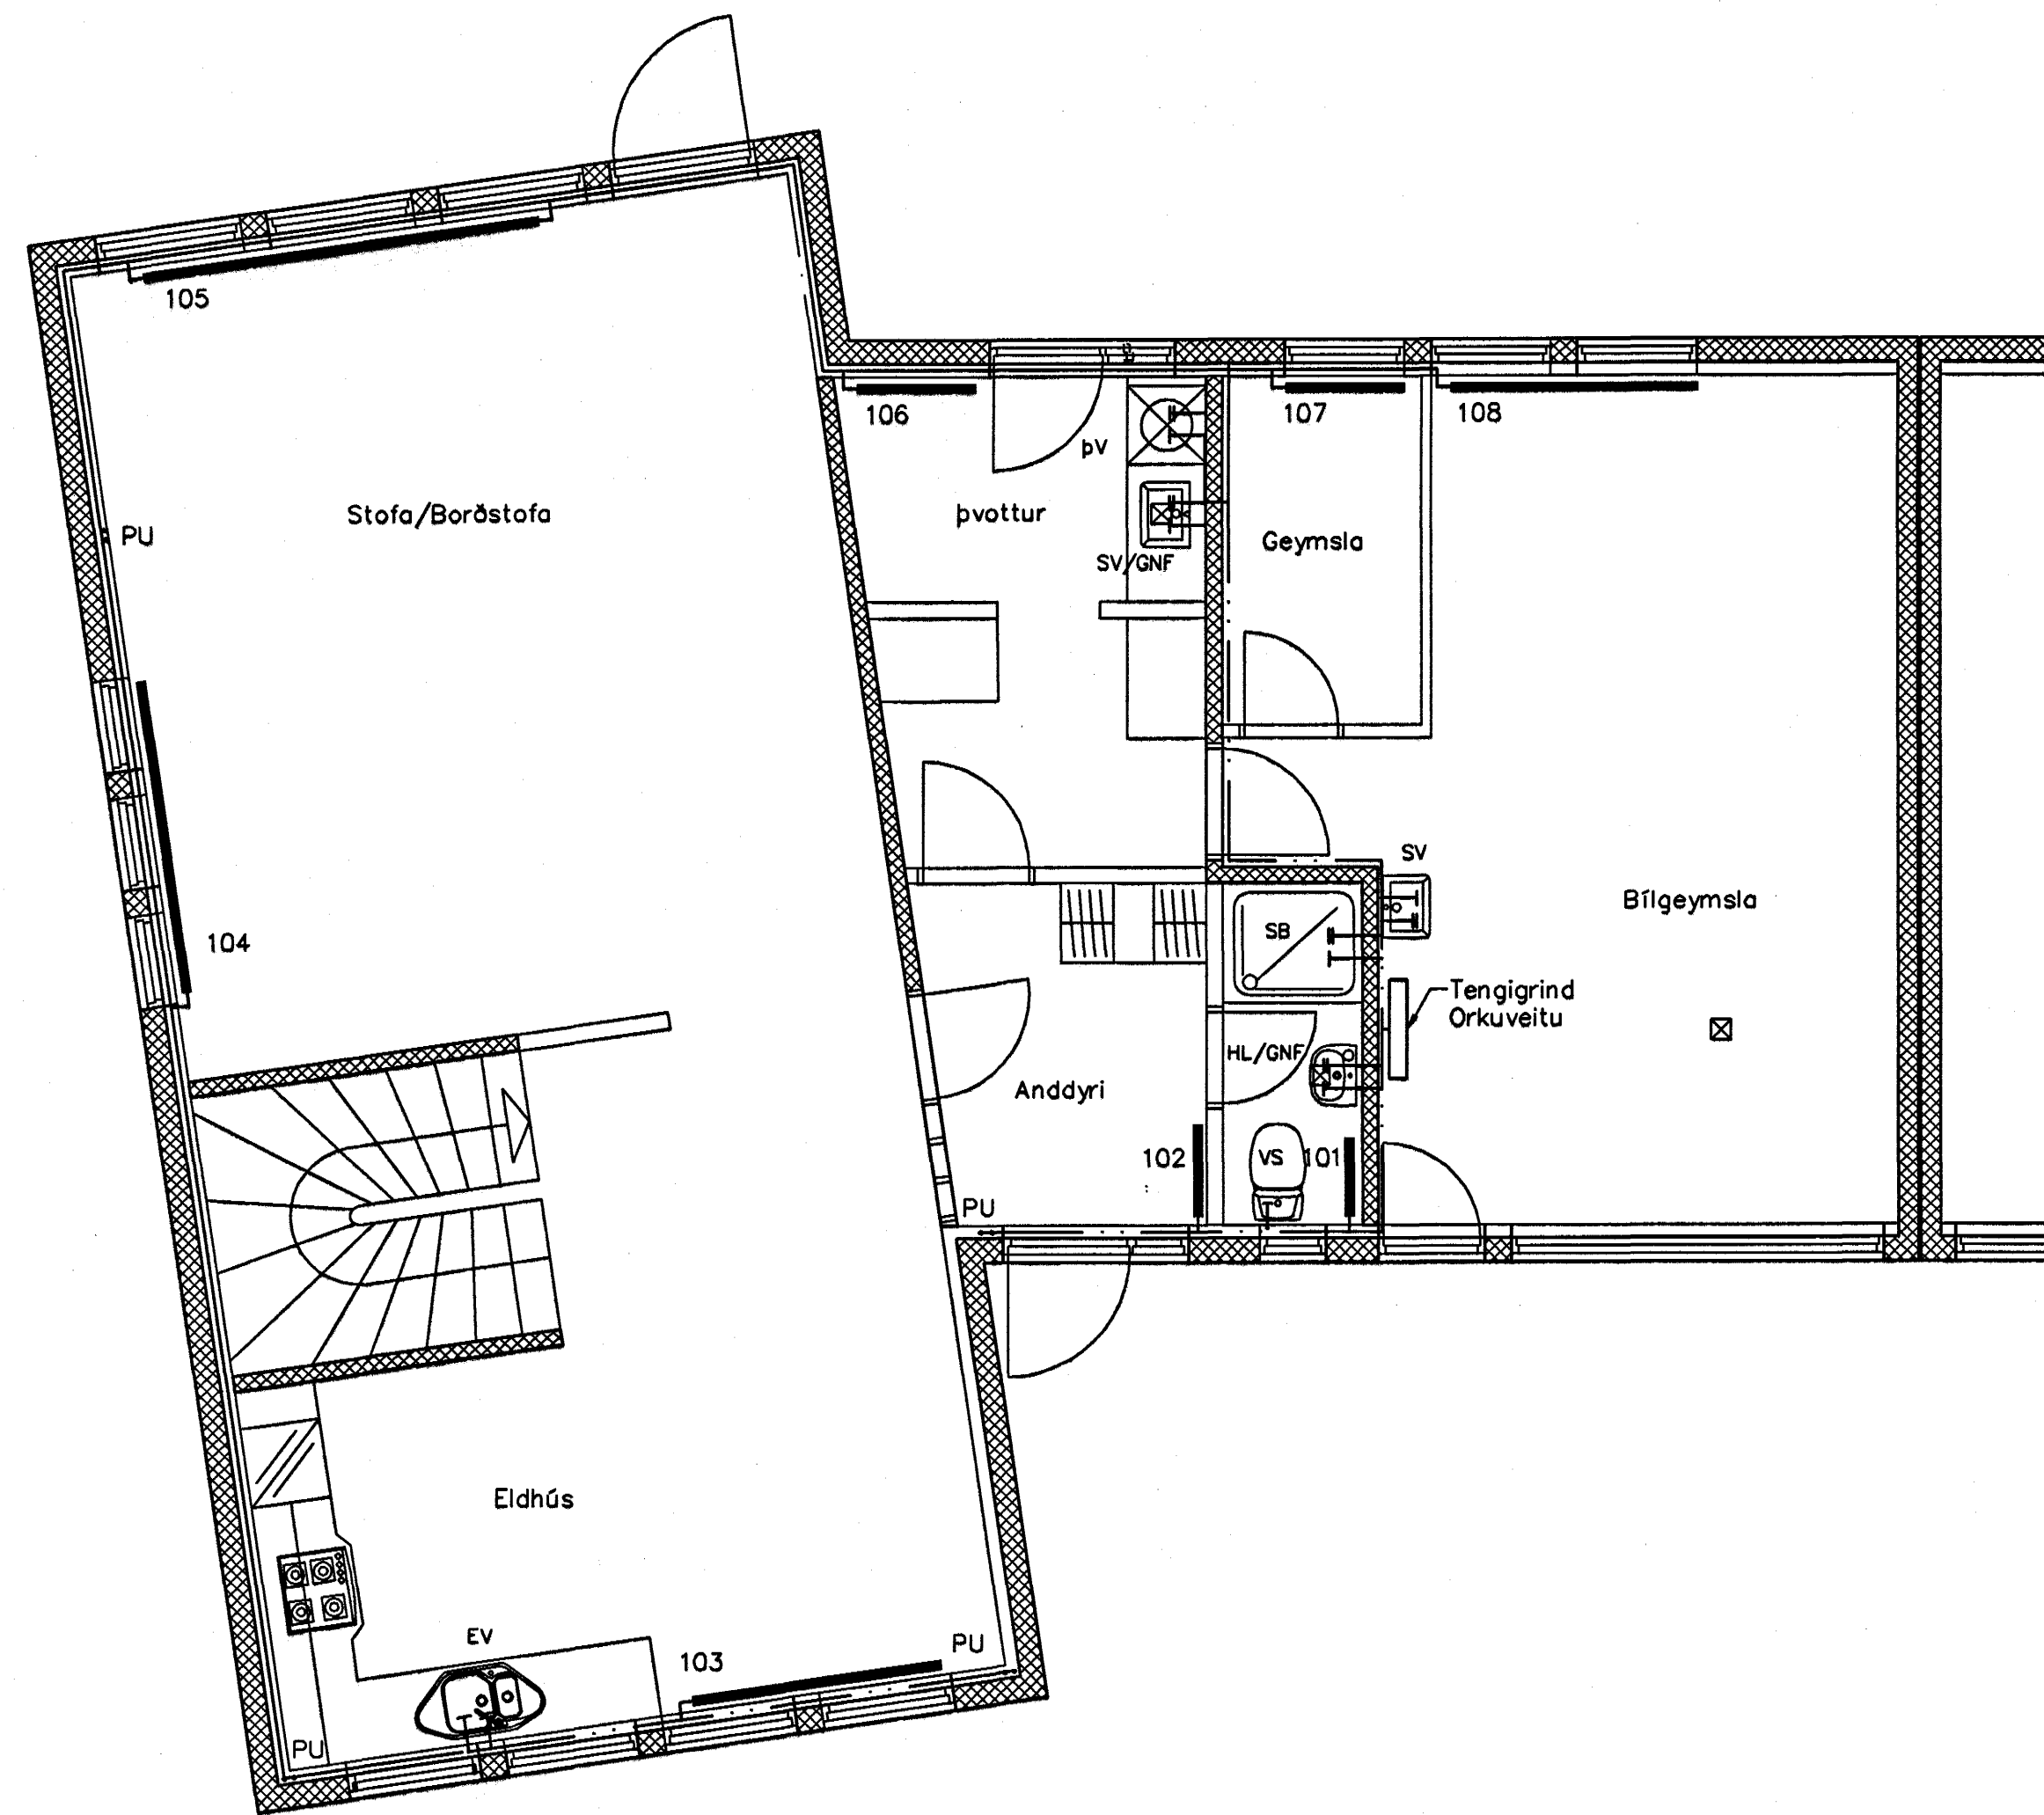 105
106
107
108
þV
Stofa/Borðstofa
þvottur
PU
Geymsla
SV/GNF
SV
Bílgeymsla
SB
104
Tengigrind
Orkuveitu
HL/GNF
Anddyri
102
VS
101
PU
Eldhús
EV
PU
103
PU